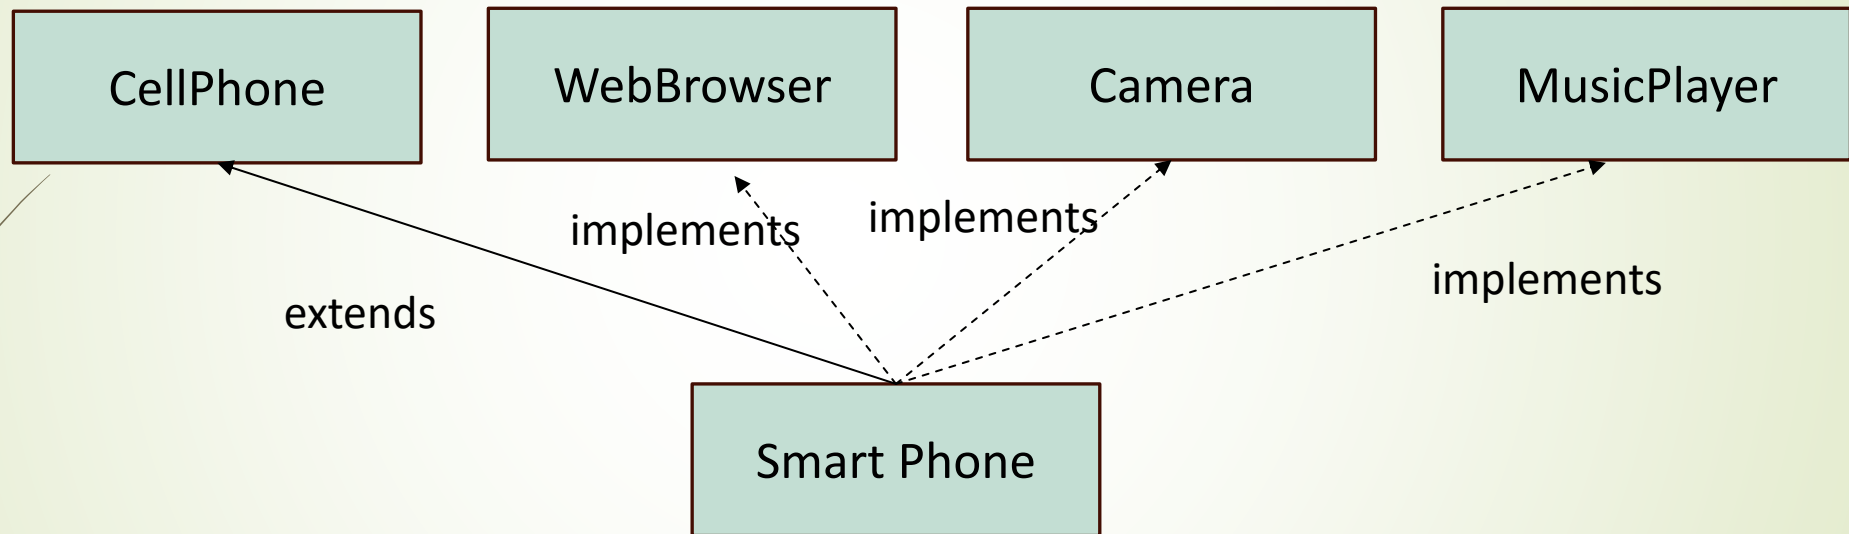 CellPhone
WebBrowser
Camera
MusicPlayer
implements
implements
implements
extends
Smart Phone